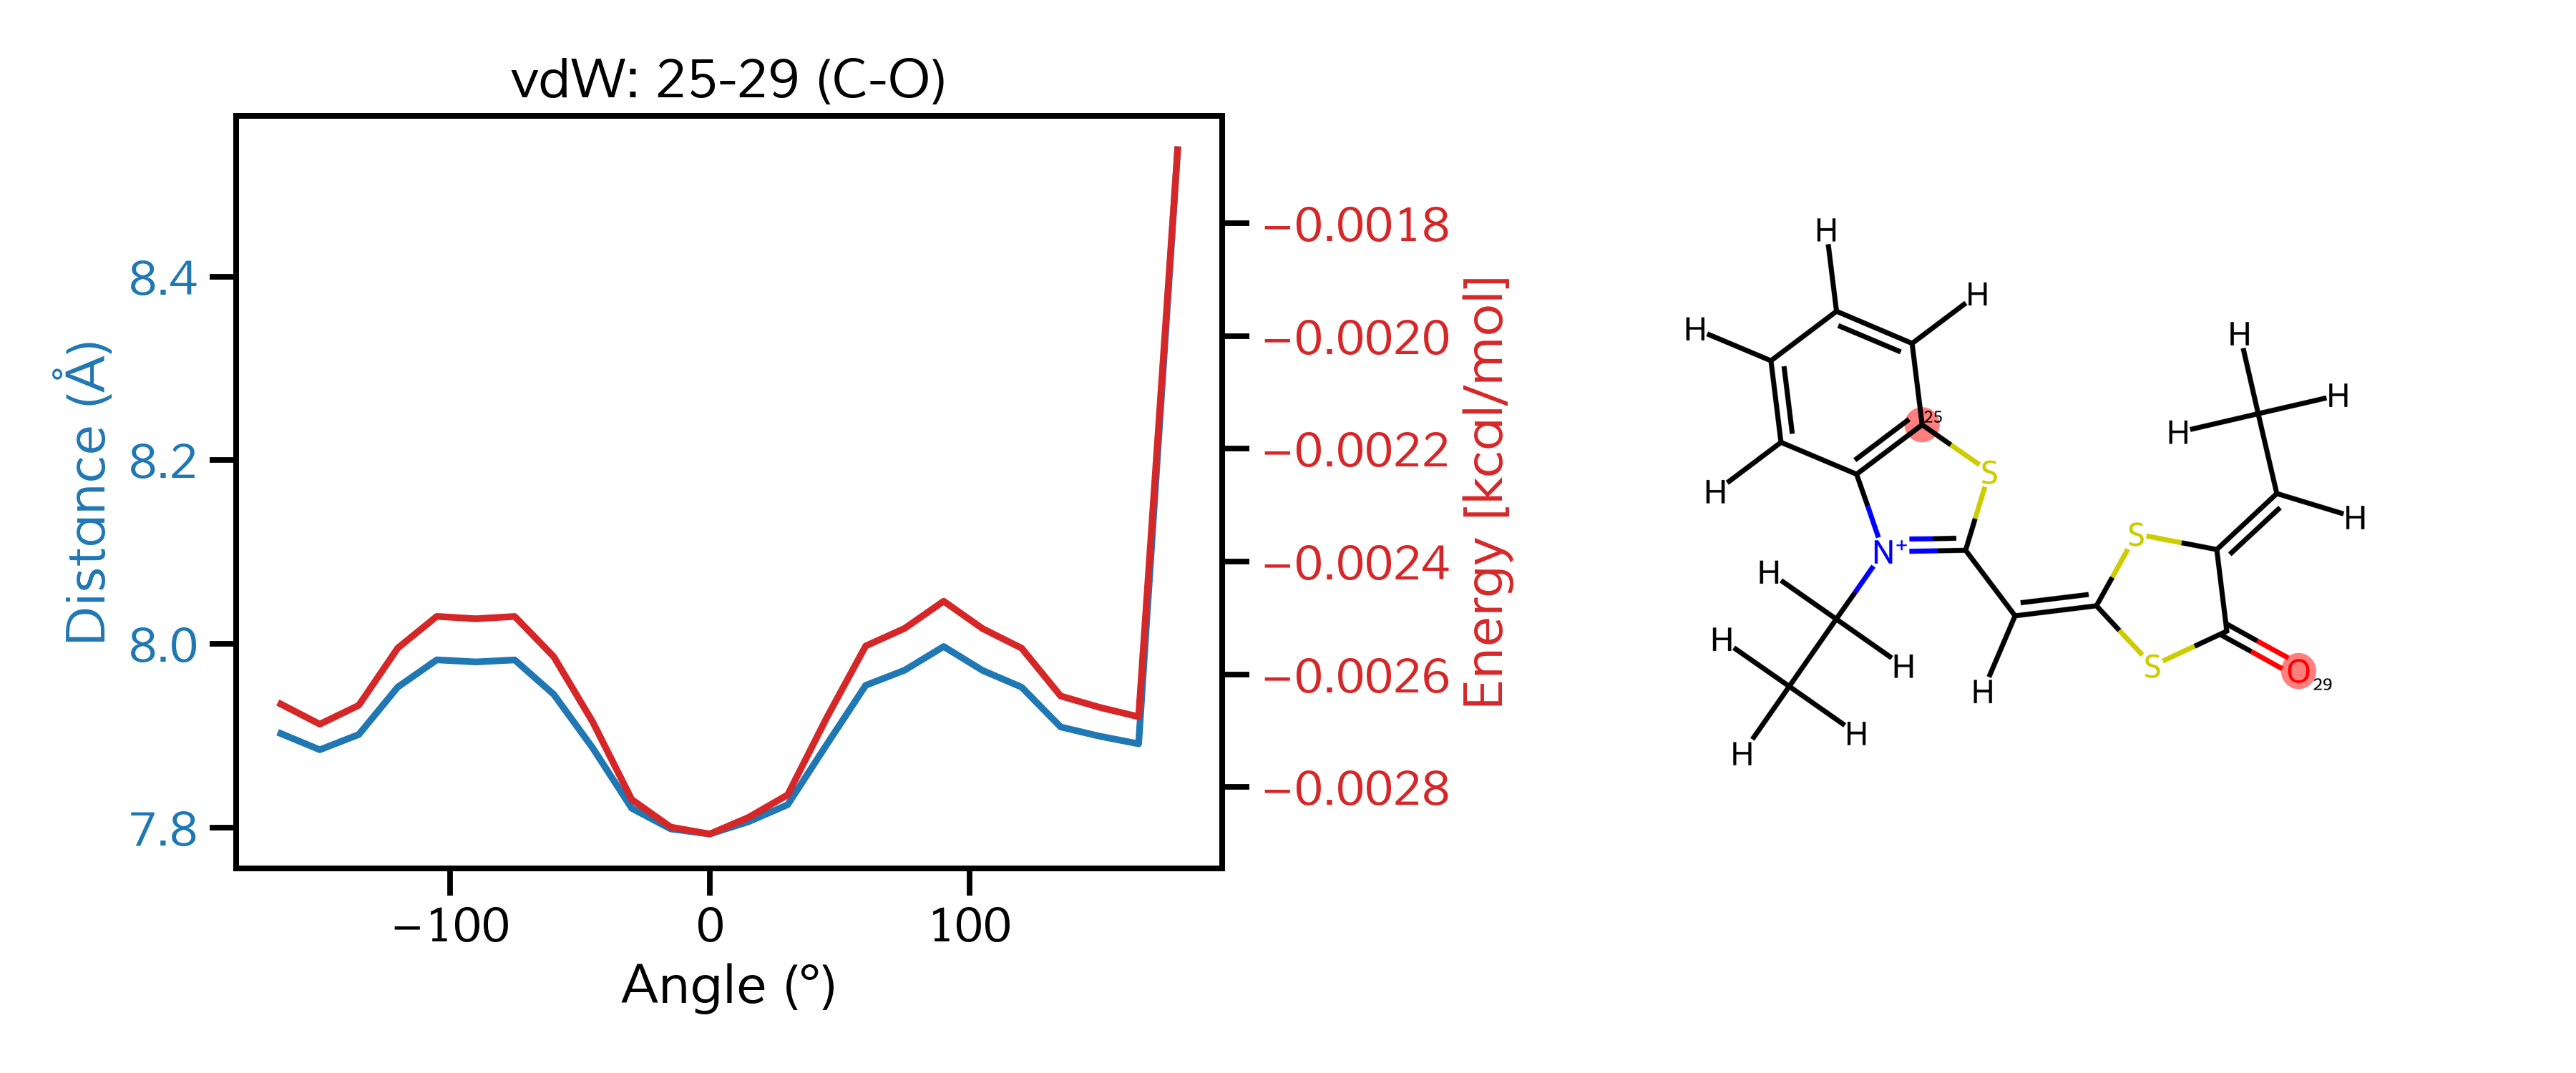 vdW: 25-29 (C-O)
8.4
8.2
8.0
7.8
Distance (Å)
−0.0018
−0.0020
−0.0022
−0.0024
−0.0026
−0.0028
Energy [kcal/mol]
−100 0 100
Angle (°)
H
H
H
H
H
25
S
H
H
H
H
N+
S
H
H
H
S
O
29
H
H
H